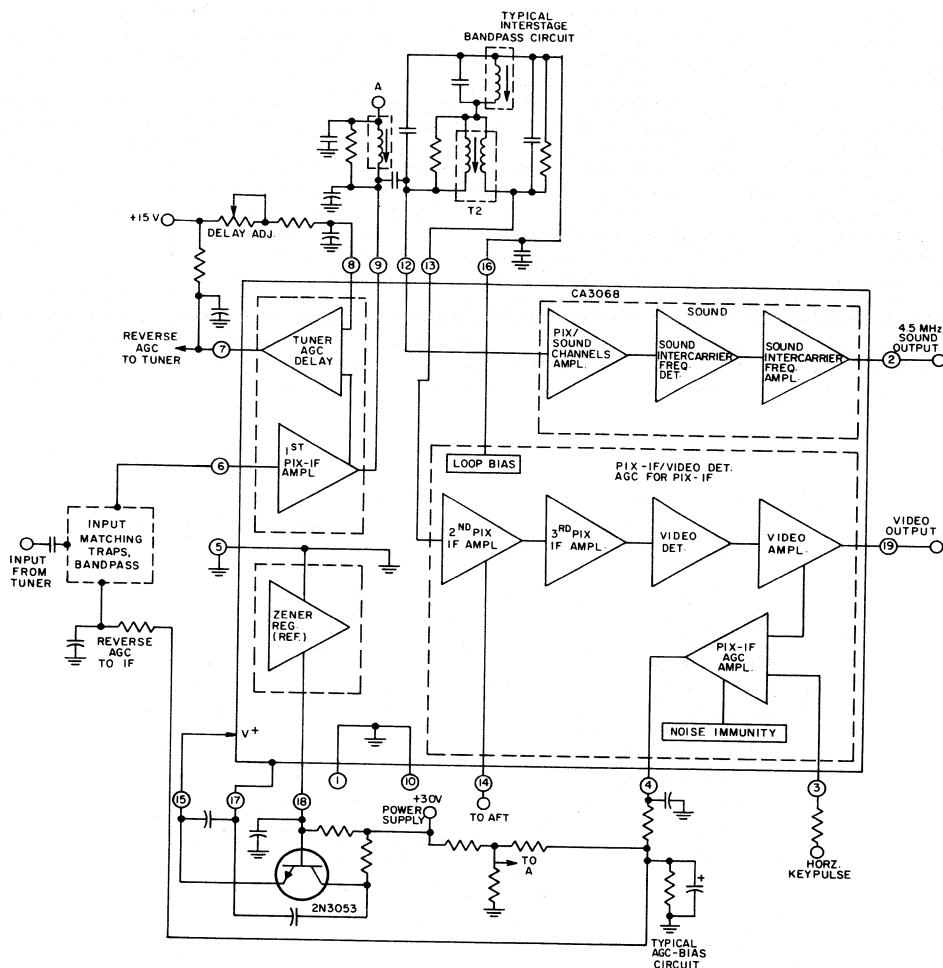 TYPICAL
INTERSTAGE
BANDPASS CIRCUIT
A
T2
+15V
DELAY ADJ.
8
9
12
13
16
CA3068
REVERSE
AGC
TO TUNER
7
TUNER
AGC
DELAY
1ST
PIX-IF
AMPL
SOUND
PIX/
SOUND
CHANNELS
AMPL.
SOUND
INTERCARRIER
FREQ.
DET.
SOUND
INTERCARRIER
FREQ.
AMPL.
2
4.5 MHz
SOUND
OUTPUT
6
LOOP BIAS
PIX-IF/VIDEO DET.
AGC FOR PIX-IF
INPUT
MATCHING
TRAPS,
BANDPASS
INPUT
FROM
TUNER
5
2ND PIX
IF AMPL
3RD PIX
IF AMPL.
VIDEO
DET.
VIDEO
AMPL.
19
VIDEO
OUTPUT
ZENER
REG.
(REF.)
REVERSE
AGC
TO IF
PIX-IF
AGC
AMPL.
NOISE IMMUNITY
V+
15
17
18
1
10
14
4
3
+30V
POWER
SUPPLY
TO AFT
TO
A
HORZ.
KEYPULSE
2N3053
+
TYPICAL
AGC-BIAS
CIRCUIT